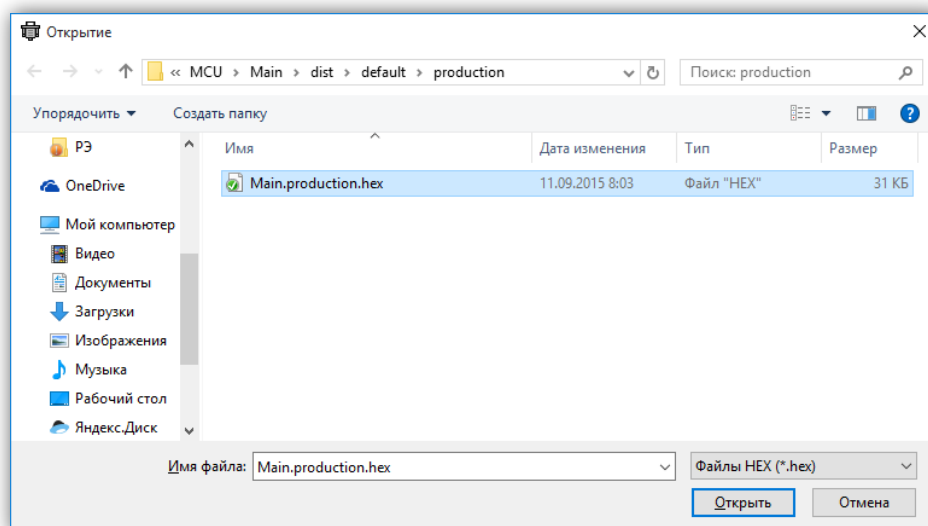 Открытие
« MCU › Main › dist › default › production
Поиск: production
Упорядочить
Создать папку
РЭ
OneDrive
Мой компьютер
Видео
Документы
Загрузки
Изображения
Музыка
Рабочий стол
Яндекс.Диск
Имя Дата изменения Тип Размер
Main.production.hex 11.09.2015 8:03 Файл "HEX" 31 КБ
Имя файла: Main.production.hex Файлы HEX (*.hex)
Открыть Отмена